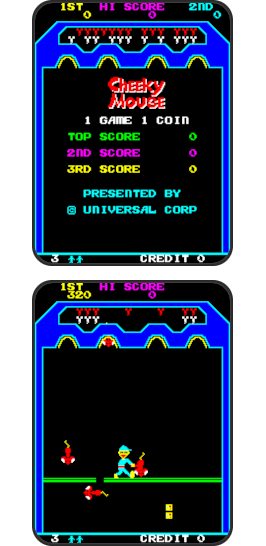 1ST HI SCORE 2ND
0 0 0
Cheeky
Mouse
1 GAME 1 COIN
TOP SCORE 0
2ND SCORE 0
3RD SCORE 0
PRESENTED BY
© UNIVERSAL CORP
3 CREDIT 0
1ST HI SCORE
320 0
3 CREDIT 0